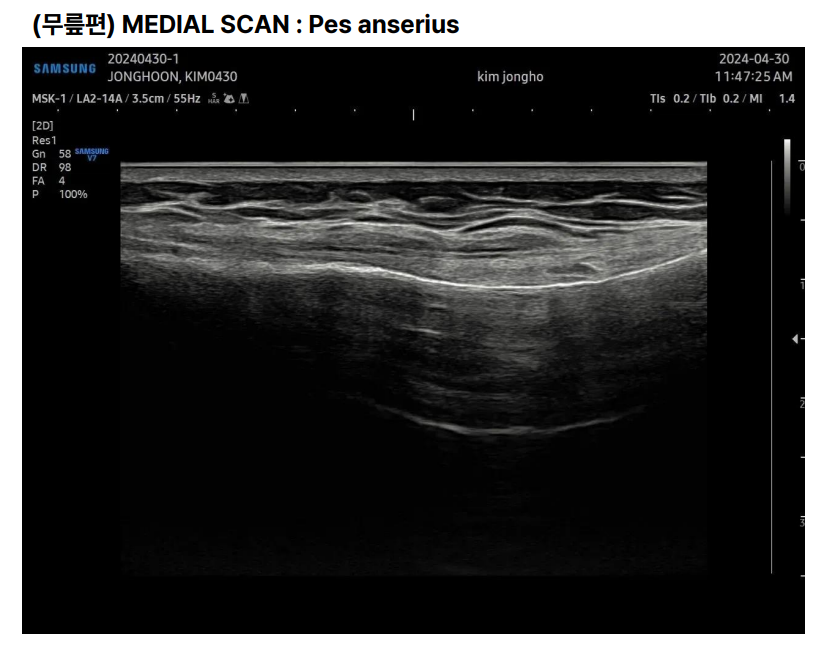 (무릎편) MEDIAL SCAN : Pes anserius
SAMSUNG
20240430-1
JONGHOON, KIM0430
kim jongho
2024-04-30
11:47:25 AM
MSK-1 / LA2-14A / 3.5cm / 55Hz
S
HAR
TIs 0.2 / TIb 0.2 / MI 1.4
[2D]
Res1
Gn 58
DR 98
FA 4
P 100%
SAMSUNG
V7
0
1
2
3